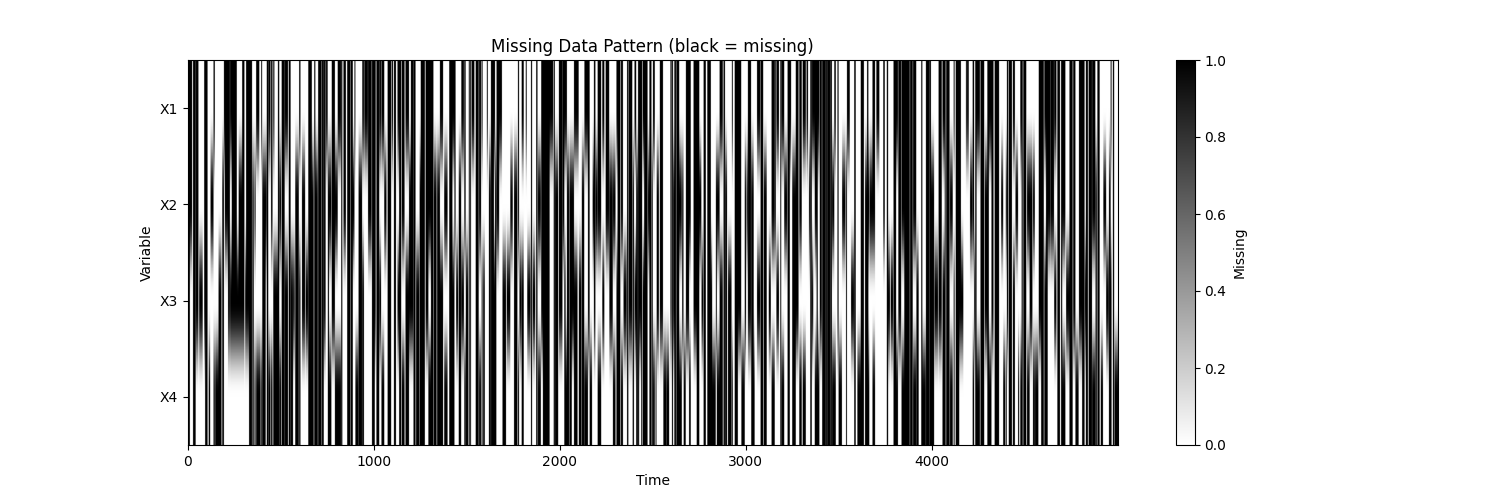 Missing Data Pattern (black = missing)
X1
X2
X3
X4
Variable
0
1000
2000
3000
4000
Time
1.0
0.8
0.6
0.4
0.2
0.0
Missing